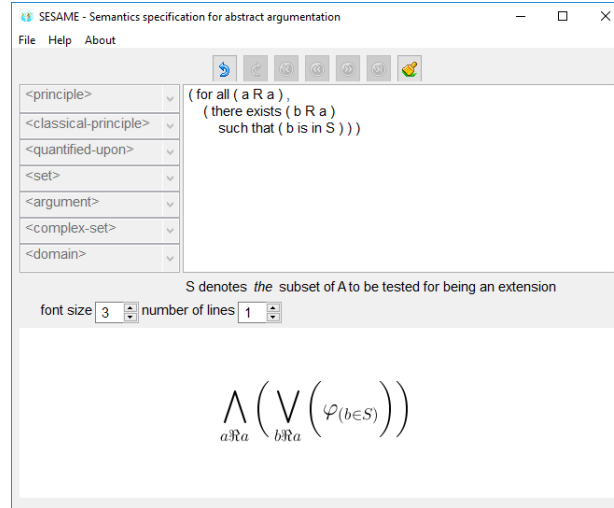 SESAME - Semantics specification for abstract argumentation
File Help About
<principle>
<classical-principle>
<quantified-upon>
<set>
<argument>
<complex-set>
<domain>
( for all ( a R a ) ,
( there exists ( b R a )
such that ( b is in S ) ) )
S denotes the subset of A to be tested for being an extension
font size 3 number of lines 1
⋀ ( ⋁ ( φ(b∈S) ) )
aℜa bℜa